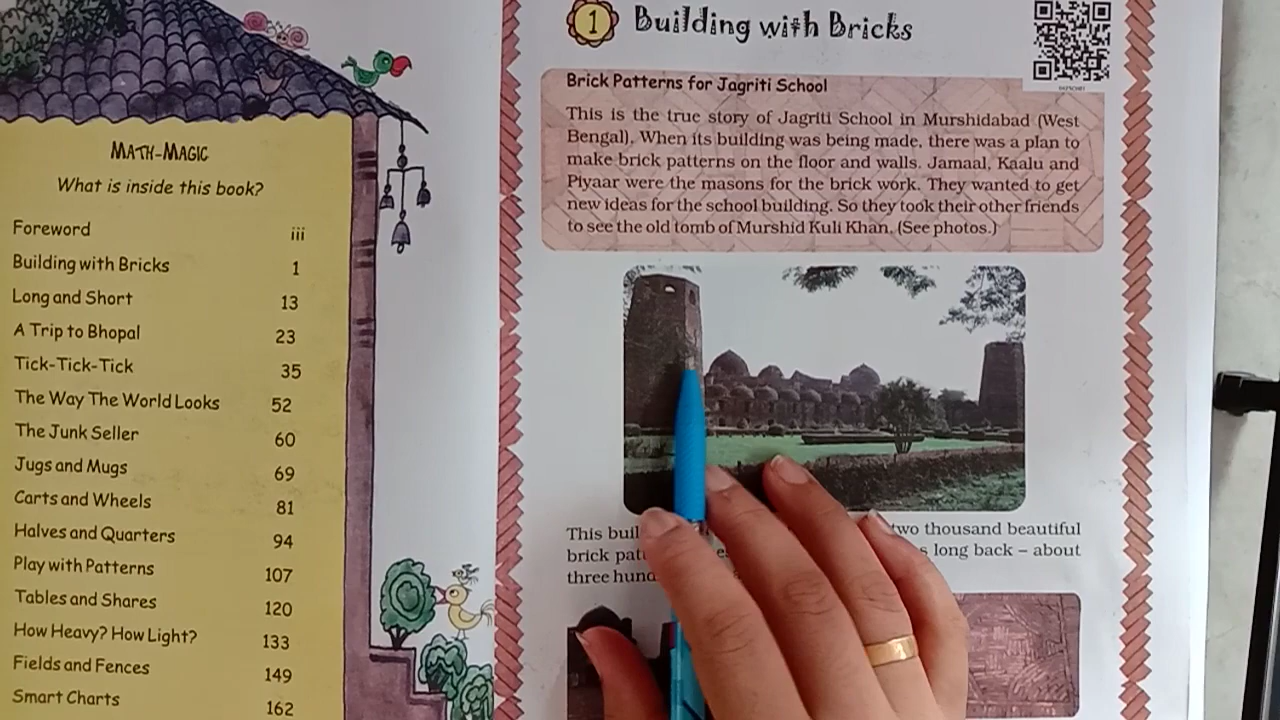 MATH-MAGIC
What is inside this book?
Foreword iii
Building with Bricks 1
Long and Short 13
A Trip to Bhopal 23
Tick-Tick-Tick 35
The Way The World Looks 52
The Junk Seller 60
Jugs and Mugs 69
Carts and Wheels 81
Halves and Quarters 94
Play with Patterns 107
Tables and Shares 120
How Heavy? How Light? 133
Fields and Fences 149
Smart Charts 162
1 Building with Bricks
Brick Patterns for Jagriti School
This is the true story of Jagriti School in Murshidabad (West
Bengal). When its building was being made, there was a plan to
make brick patterns on the floor and walls. Jamaal, Kaalu and
Piyaar were the masons for the brick work. They wanted to get
new ideas for the school building. So they took their other friends
to see the old tomb of Murshid Kuli Khan. (See photos.)
This two thousand beautiful
brick long back – about
three